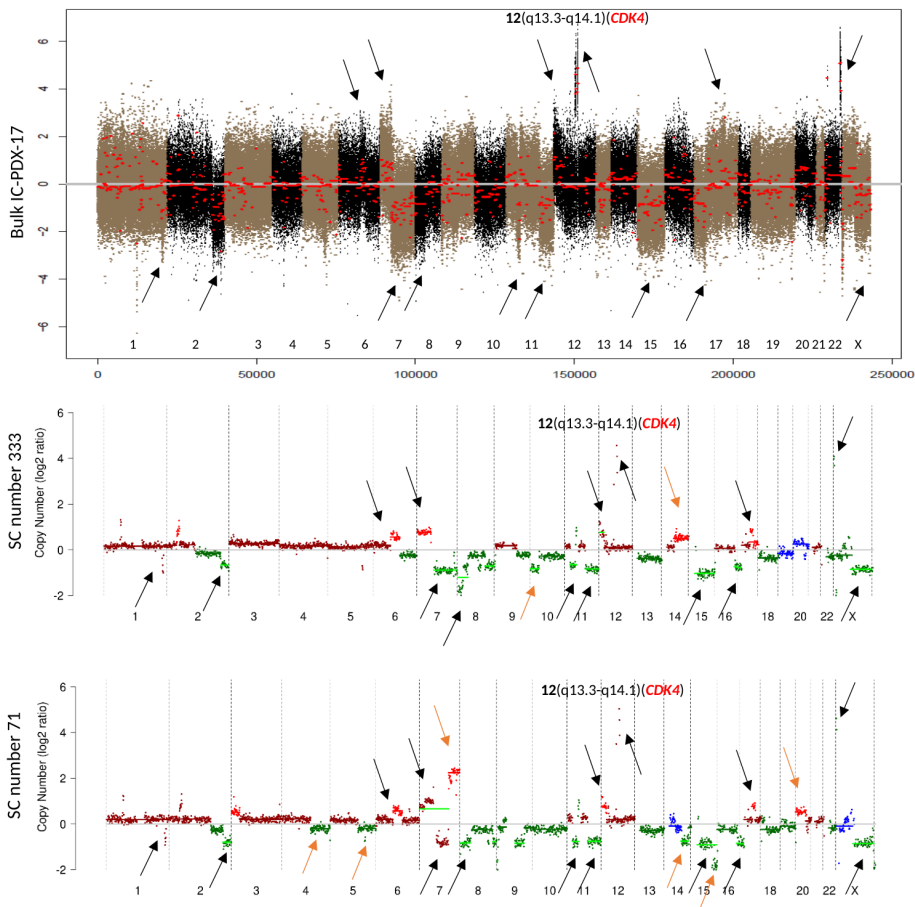 12(q13.3-q14.1)(CDK4)
Bulk IC-PDX-17
6
4
2
0
-2
-4
-6
1 2 3 4 5 6 7 8 9 10 11 12 13 14 15 16 17 18 19 20 21 22 X
0 50000 100000 150000 200000 250000
SC number 333
Copy Number (log2 ratio)
12(q13.3-q14.1)(CDK4)
6
4
2
0
-2
1 2 3 4 5 6 7 8 9 10 11 12 13 14 15 16 18 20 22 X
SC number 71
Copy Number (log2 ratio)
12(q13.3-q14.1)(CDK4)
6
4
2
0
-2
1 2 3 4 5 6 7 8 9 10 11 12 13 14 15 16 18 20 22 X